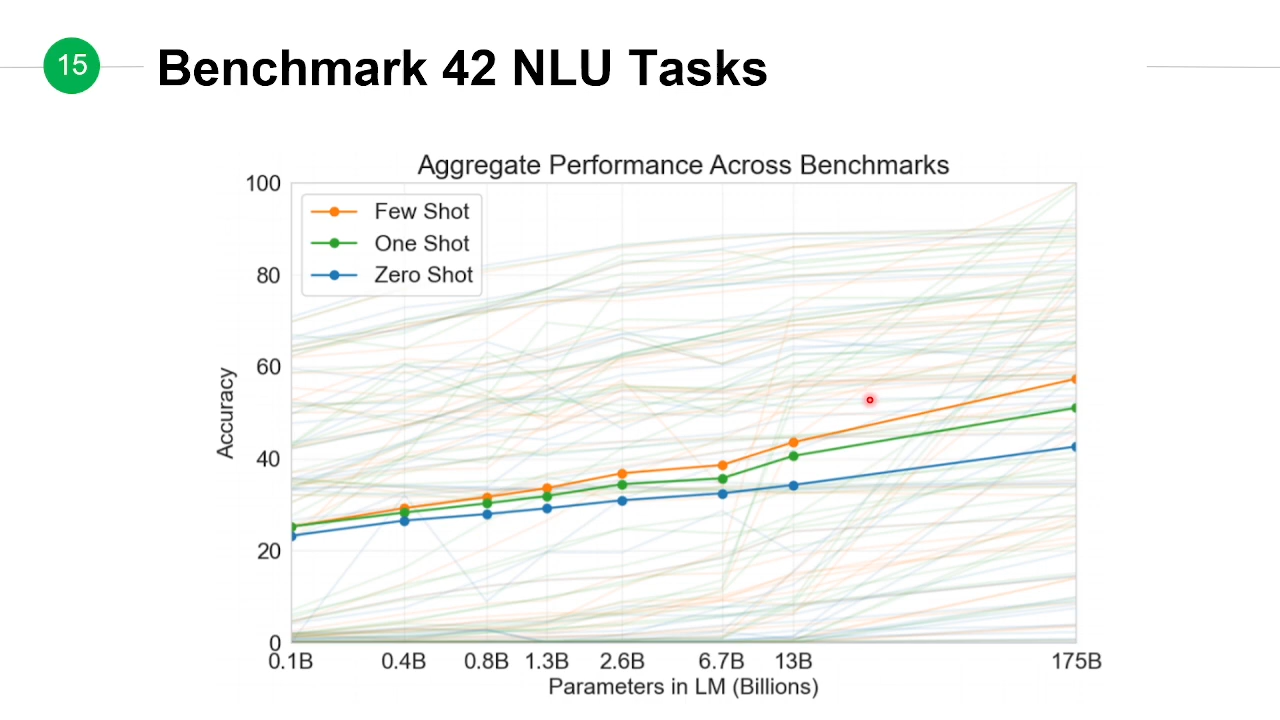 15
Benchmark 42 NLU Tasks
Aggregate Performance Across Benchmarks
100
80
60
40
20
0
Accuracy
Few Shot
One Shot
Zero Shot
0.1B 0.4B 0.8B 1.3B 2.6B 6.7B 13B 175B
Parameters in LM (Billions)